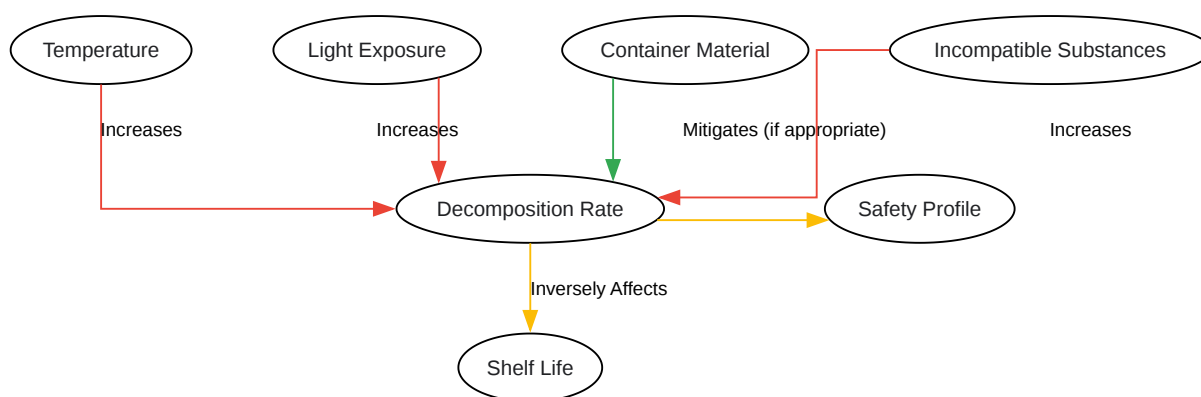 Temperature
Light Exposure
Container Material
Incompatible Substances
Increases
Increases
Mitigates (if appropriate)
Increases
Decomposition Rate
Safety Profile
Inversely Affects
Shelf Life